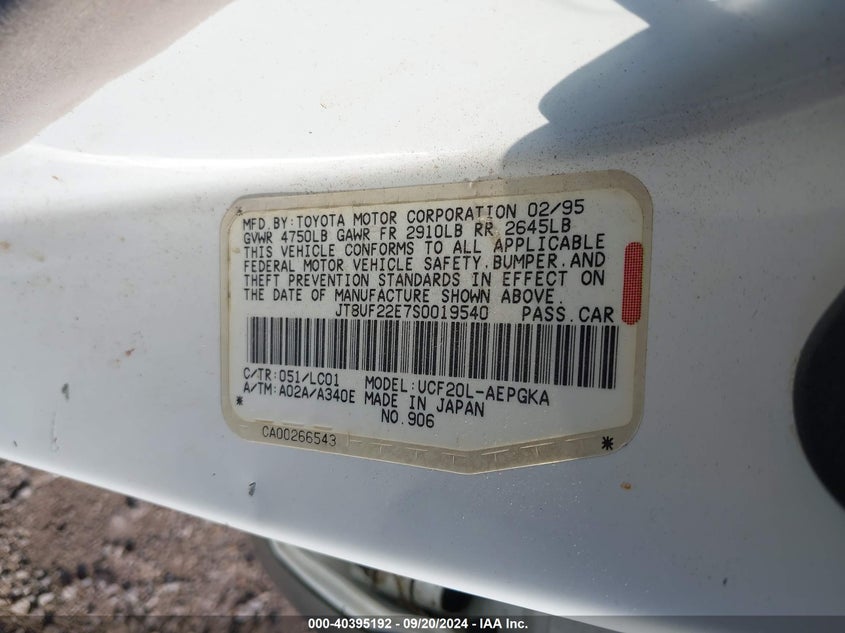 MFD.BY:TOYOTA MOTOR CORPORATION 02/95
GVWR 4750LB GAWR FR 2910LB RR 2645LB
THIS VEHICLE CONFORMS TO ALL APPLICABLE
FEDERAL MOTOR VEHICLE SAFETY,BUMPER,AND
THEFT PREVENTION STANDARDS IN EFFECT ON
THE DATE OF MANUFACTURE SHOWN ABOVE.
JT8UF22E7S0019540 PASS.CAR
C/TR:051/LC01 MODEL:UCF20L-AEPGKA
A/TM:A02A/A340E MADE IN JAPAN
NO.906
CA00266543
000-40395192 - 09/20/2024 - IAA Inc.